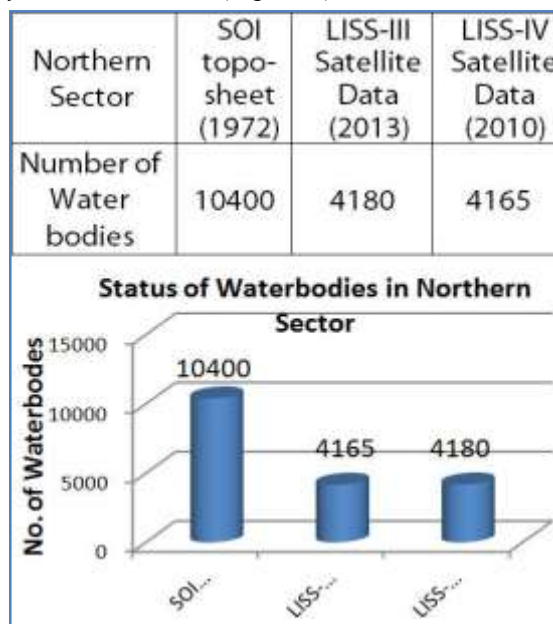 Northern
Sector
SOI
topo-
sheet
(1972)
LISS-III
Satellite
Data
(2013)
LISS-IV
Satellite
Data
(2010)
Number of
Water
bodies
10400
4180
4165
Status of Waterbodies in Northern
Sector
No. of Waterbodes
15000
10000
5000
0
10400
4165
4180
SOI...
LISS-...
LISS-...